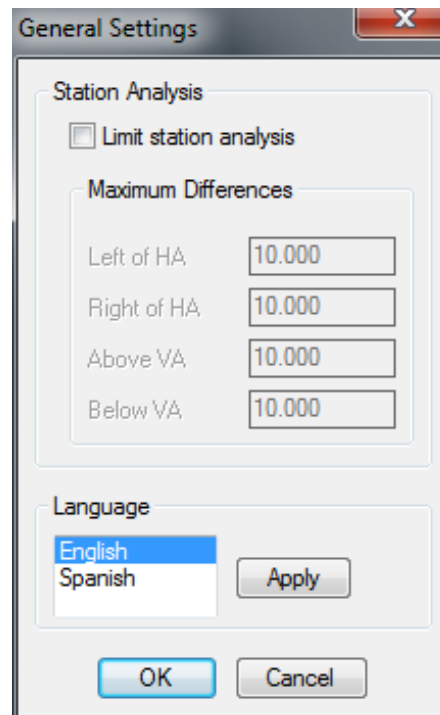 General Settings
Station Analysis
Limit station analysis
Maximum Differences
Left of HA 10.000
Right of HA 10.000
Above VA 10.000
Below VA 10.000
Language
English
Spanish
Apply
OK Cancel